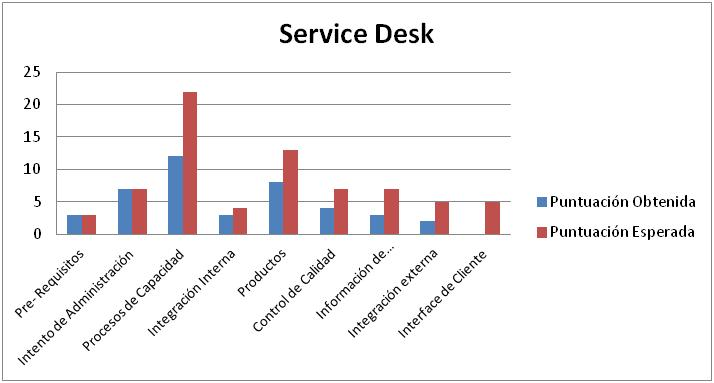 Service Desk
25
20
15
10
5
0
Pre- Requisitos
Intento de Administración
Procesos de Capacidad
Integración Interna
Productos
Control de Calidad
Información de...
Integración externa
Interface de Cliente
Puntuación Obtenida
Puntuación Esperada